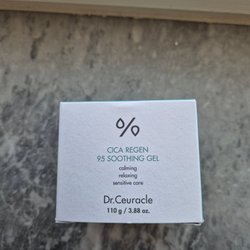 %
CICA REGEN
95 SOOTHING GEL
calming
relaxing
sensitive care
Dr.Ceuracle
110 g / 3.88 oz.